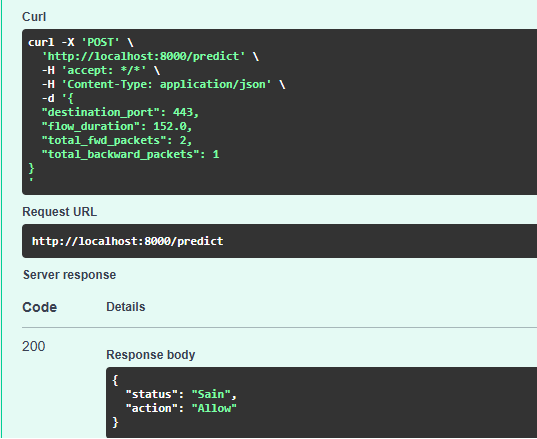 Curl
curl -X 'POST' \
  'http://localhost:8000/predict' \
  -H 'accept: */*' \
  -H 'Content-Type: application/json' \
  -d '{
  "destination_port": 443,
  "flow_duration": 152.0,
  "total_fwd_packets": 2,
  "total_backward_packets": 1
}
'
Request URL
http://localhost:8000/predict
Server response
Code Details
200
Response body
{
  "status": "Sain",
  "action": "Allow"
}